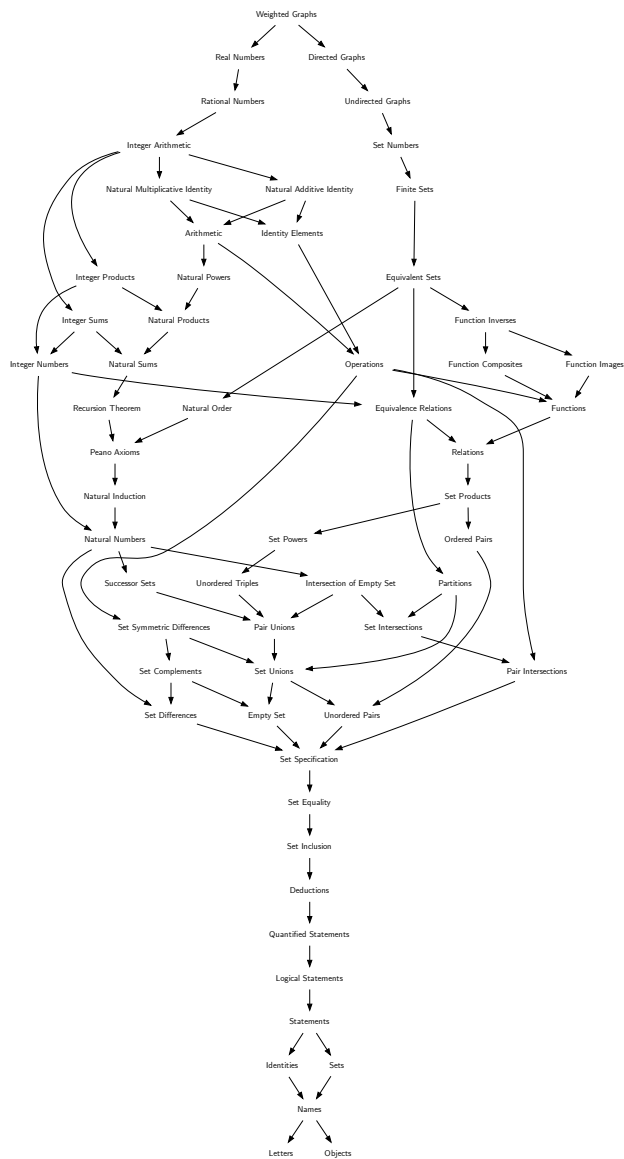 Weighted Graphs
Real Numbers
Directed Graphs
Rational Numbers
Undirected Graphs
Integer Arithmetic
Set Numbers
Natural Multiplicative Identity
Natural Additive Identity
Finite Sets
Arithmetic
Identity Elements
Integer Products
Natural Powers
Equivalent Sets
Integer Sums
Natural Products
Function Inverses
Integer Numbers
Natural Sums
Operations
Function Composites
Function Images
Recursion Theorem
Natural Order
Equivalence Relations
Functions
Peano Axioms
Relations
Natural Induction
Set Products
Natural Numbers
Set Powers
Ordered Pairs
Successor Sets
Unordered Triples
Intersection of Empty Set
Partitions
Set Symmetric Differences
Pair Unions
Set Intersections
Set Complements
Set Unions
Pair Intersections
Set Differences
Empty Set
Unordered Pairs
Set Specification
Set Equality
Set Inclusion
Deductions
Quantified Statements
Logical Statements
Statements
Identities
Sets
Names
Letters
Objects